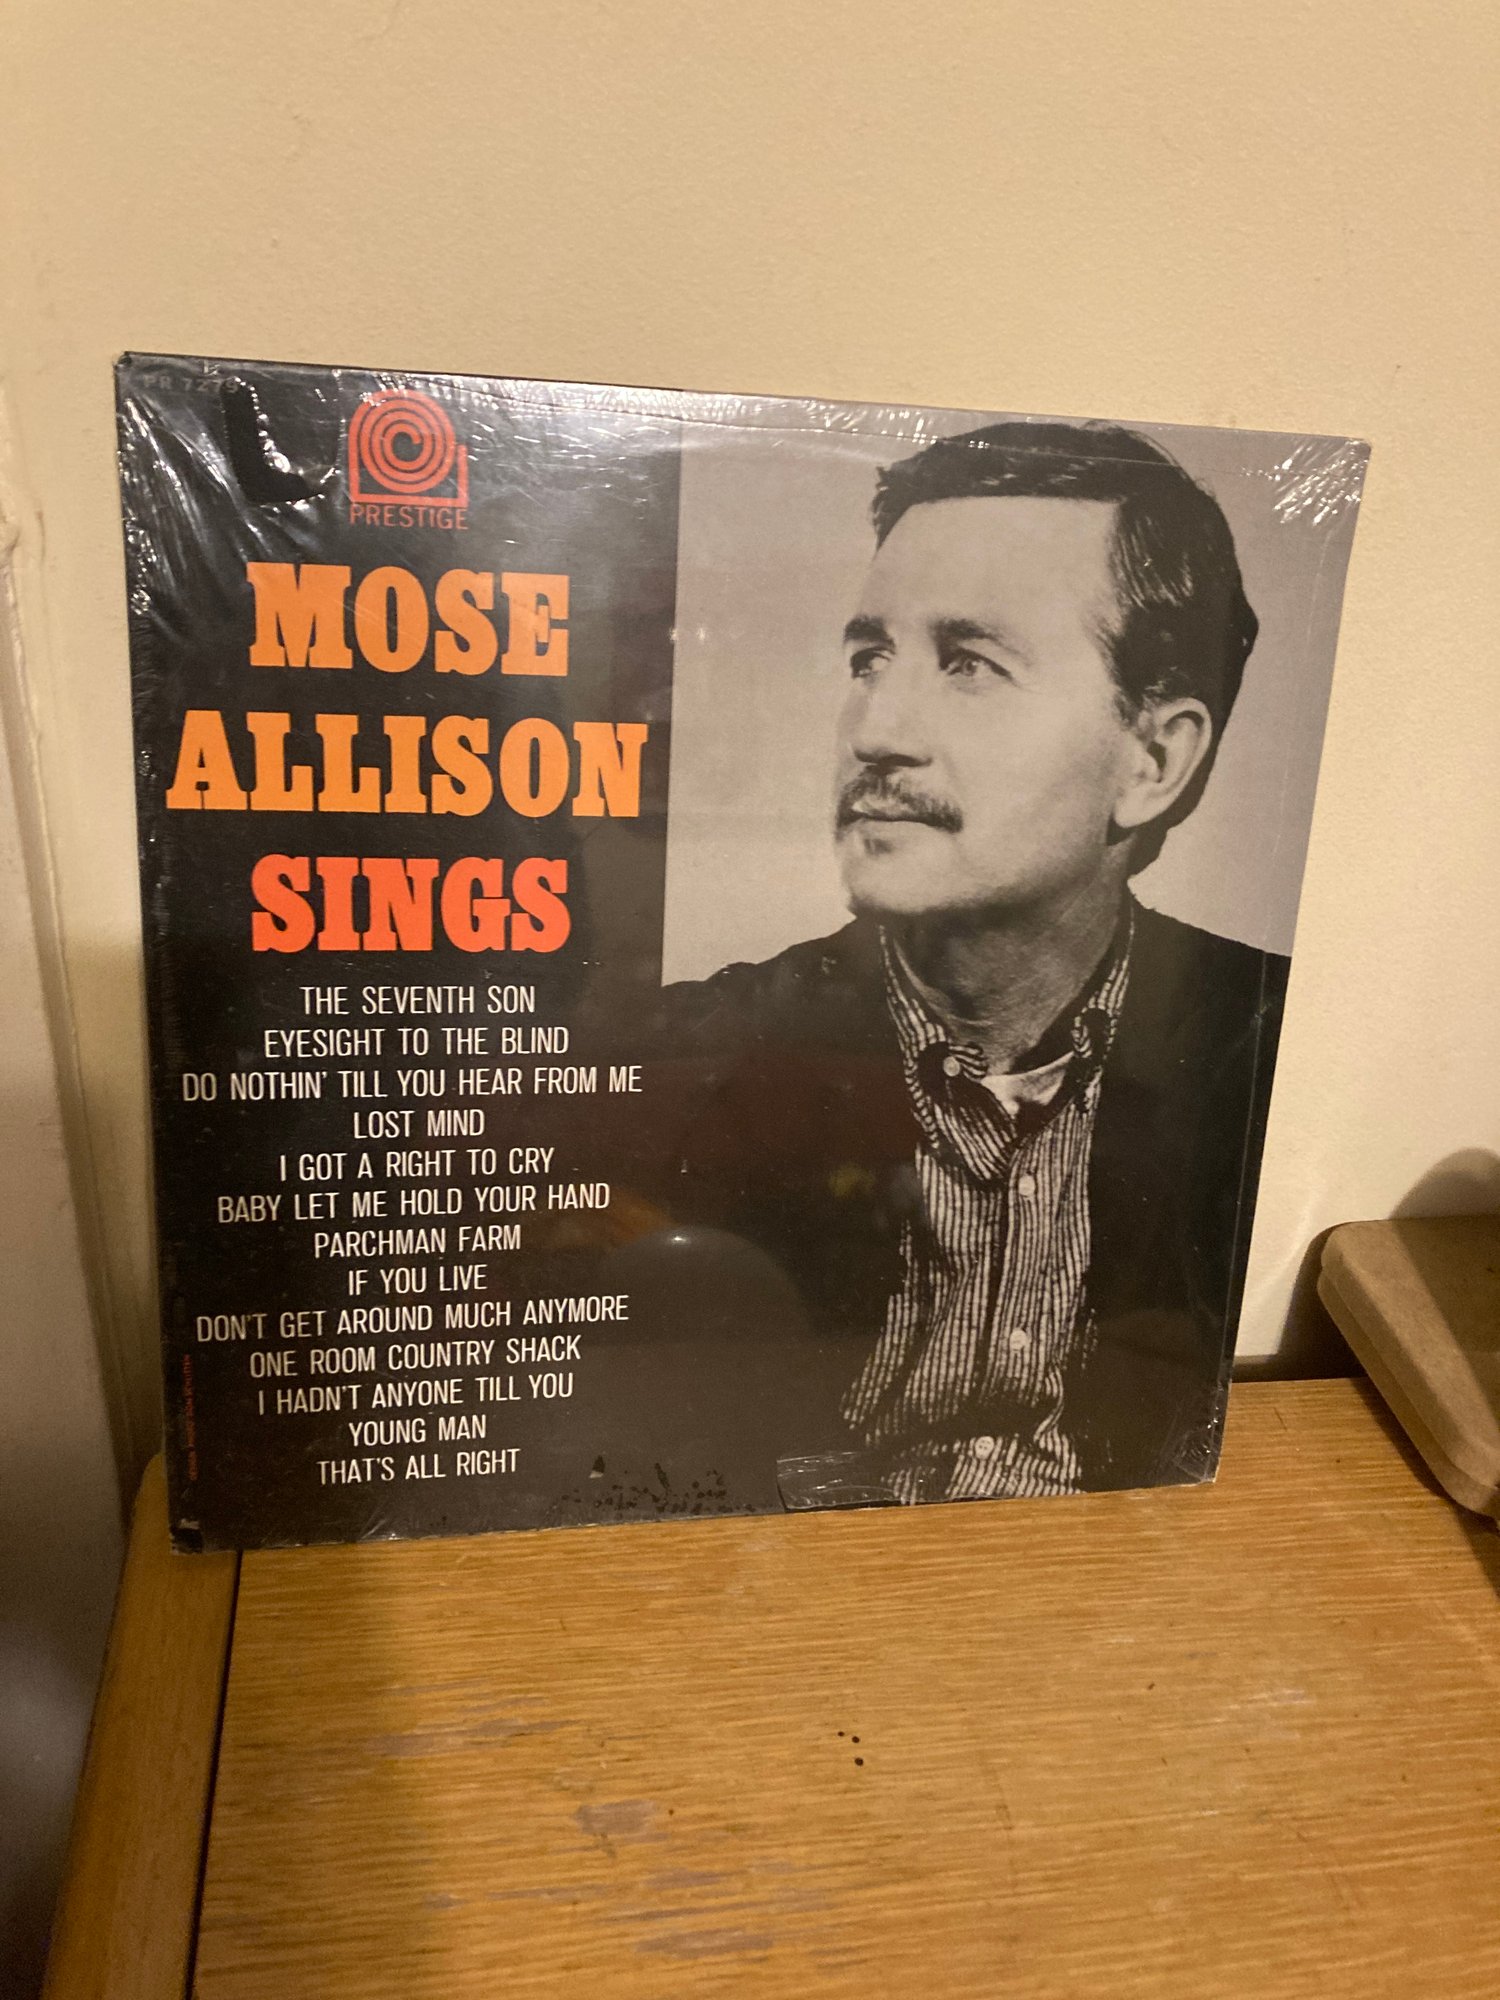 PR 7279
PRESTIGE
MOSE
ALLISON
SINGS
THE SEVENTH SON
EYESIGHT TO THE BLIND
DO NOTHIN' TILL YOU HEAR FROM ME
LOST MIND
I GOT A RIGHT TO CRY
BABY LET ME HOLD YOUR HAND
PARCHMAN FARM
IF YOU LIVE
DON'T GET AROUND MUCH ANYMORE
ONE ROOM COUNTRY SHACK
I HADN'T ANYONE TILL YOU
YOUNG MAN
THAT'S ALL RIGHT